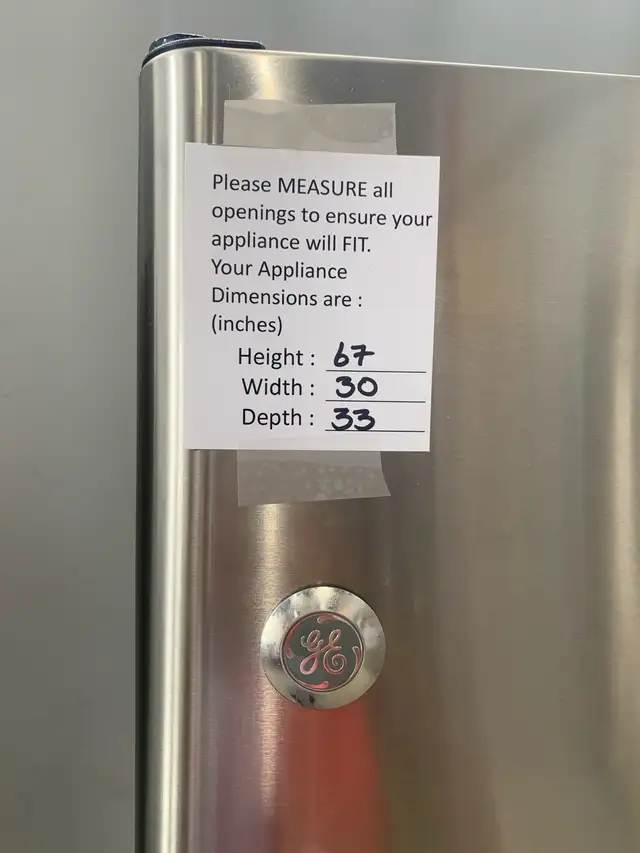 Please MEASURE all
openings to ensure your
appliance will FIT.
Your Appliance
Dimensions are :
(inches)
Height : 67
Width : 30
Depth : 33
GE